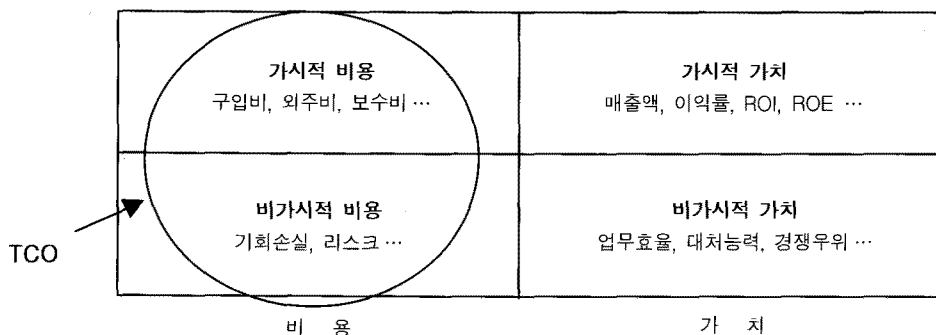 가시적 비용
구입비, 외주비, 보수비 …
가시적 가치
매출액, 이익률, ROI, ROE …
비가시적 비용
기회손실, 리스크 …
비가시적 가치
업무효율, 대처능력, 경쟁우위 …
TCO
비 용
가 치